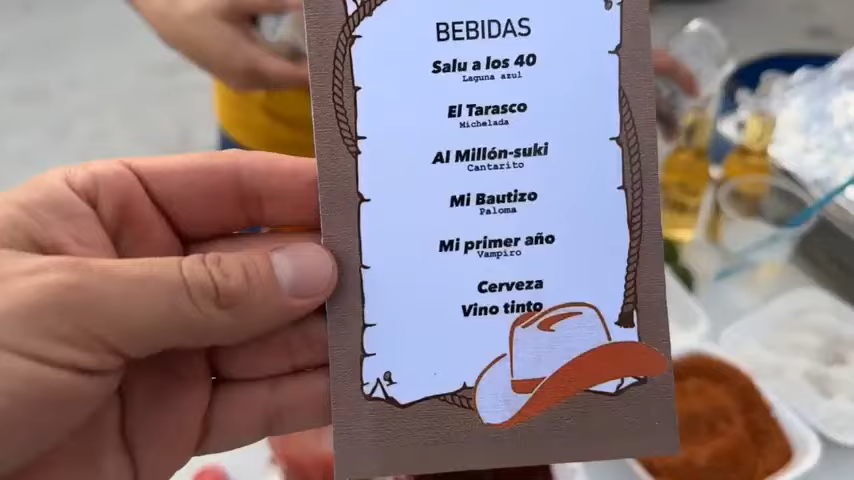 BEBIDAS
Salu a los 40
Laguna azul
El Tarasco
Michelada
Al Millón-suki
Cantarito
Mi Bautizo
Paloma
Mi primer año
Vampiro
Cerveza
Vino tinto